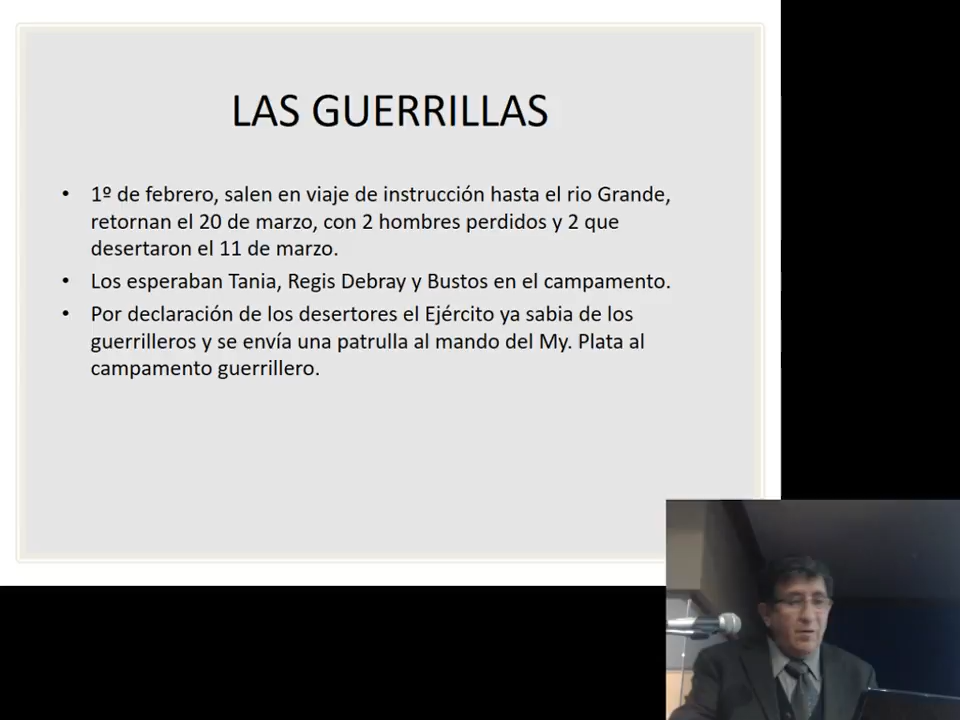 LAS GUERRILLAS
• 1º de febrero, salen en viaje de instrucción hasta el rio Grande,
retornan el 20 de marzo, con 2 hombres perdidos y 2 que
desertaron el 11 de marzo.
• Los esperaban Tania, Regis Debray y Bustos en el campamento.
• Por declaración de los desertores el Ejército ya sabia de los
guerrilleros y se envía una patrulla al mando del My. Plata al
campamento guerrillero.